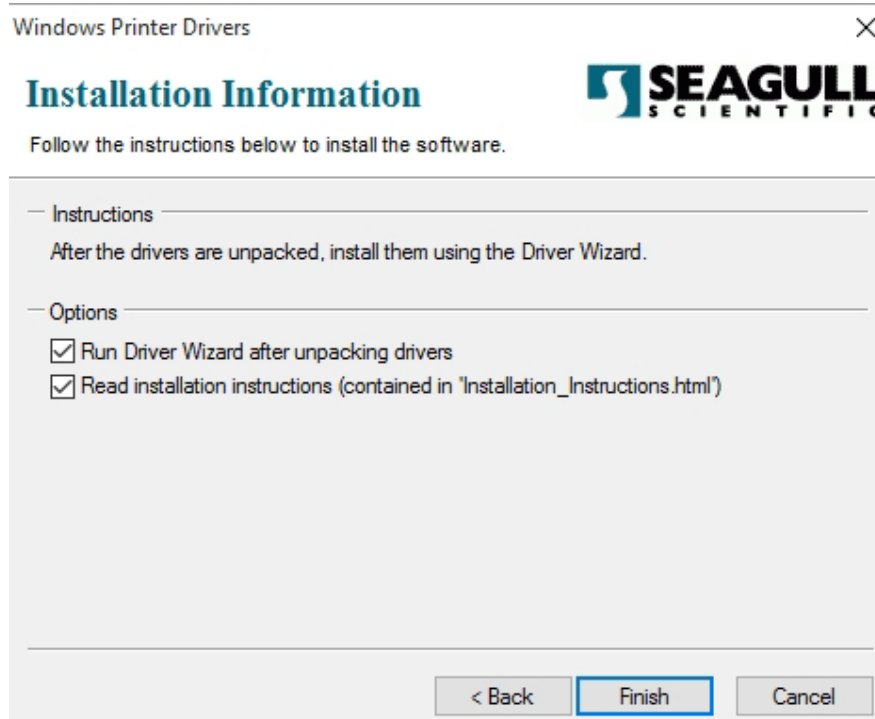 Windows Printer Drivers
Installation Information
SEAGULL
SCIENTIFIC
Follow the instructions below to install the software.
Instructions
After the drivers are unpacked, install them using the Driver Wizard.
Options
Run Driver Wizard after unpacking drivers
Read installation instructions (contained in 'Installation_Instructions.html')
< Back Finish Cancel